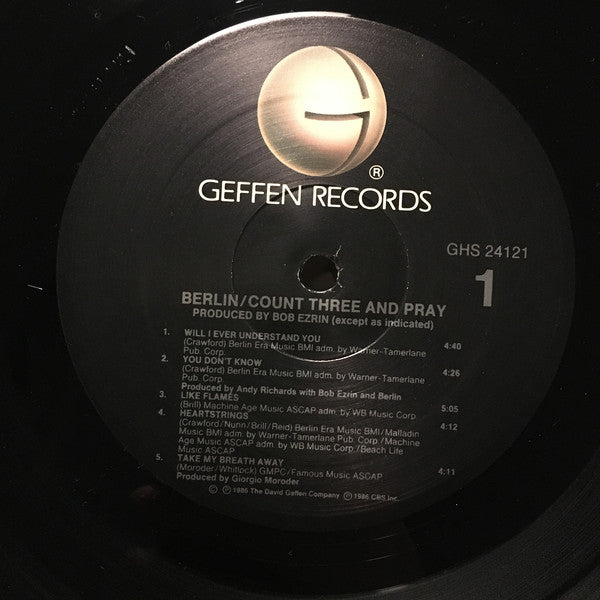 ®
GEFFEN RECORDS
GHS 24121
1
BERLIN/COUNT THREE AND PRAY
PRODUCED BY BOB EZRIN (except as indicated)
1. WILL I EVER UNDERSTAND YOU
(Crawford) Berlin Era Music BMI adm. by Warner-Tamerlane 4:40
Pub. Corp.
2. YOU DON'T KNOW
(Crawford) Berlin Era Music BMI adm. by Warner-Tamerlane 4:26
Pub. Corp.
Produced by Andy Richards with Bob Ezrin and Berlin
3. LIKE FLAMES
(Brill) Machine Age Music ASCAP adm. by WB Music Corp. 5:05
4. HEARTSTRINGS 4:12
(Crawford/Nunn/Brill/Reid) Berlin Era Music BMI/Malladin
Music BMI adm. by Warner-Tamerlane Pub. Corp./Machine
Age Music ASCAP adm. by WB Music Corp./Beach Life
Music ASCAP
5. TAKE MY BREATH AWAY
(Moroder/Whitlock) GMPC/Famous Music ASCAP 4:11
Produced by Giorgio Moroder
© ℗ 1986 The David Geffen Company ℗ 1986 CBS Inc.